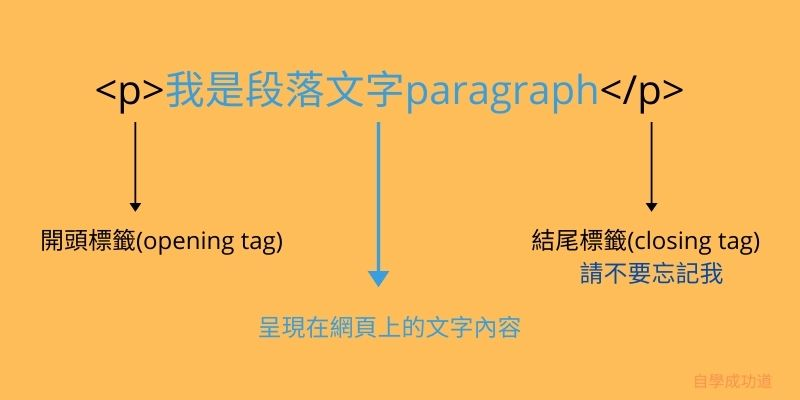 <p>我是段落文字paragraph</p>
開頭標籤(opening tag)
結尾標籤(closing tag)
請不要忘記我
呈現在網頁上的文字內容
自學成功道